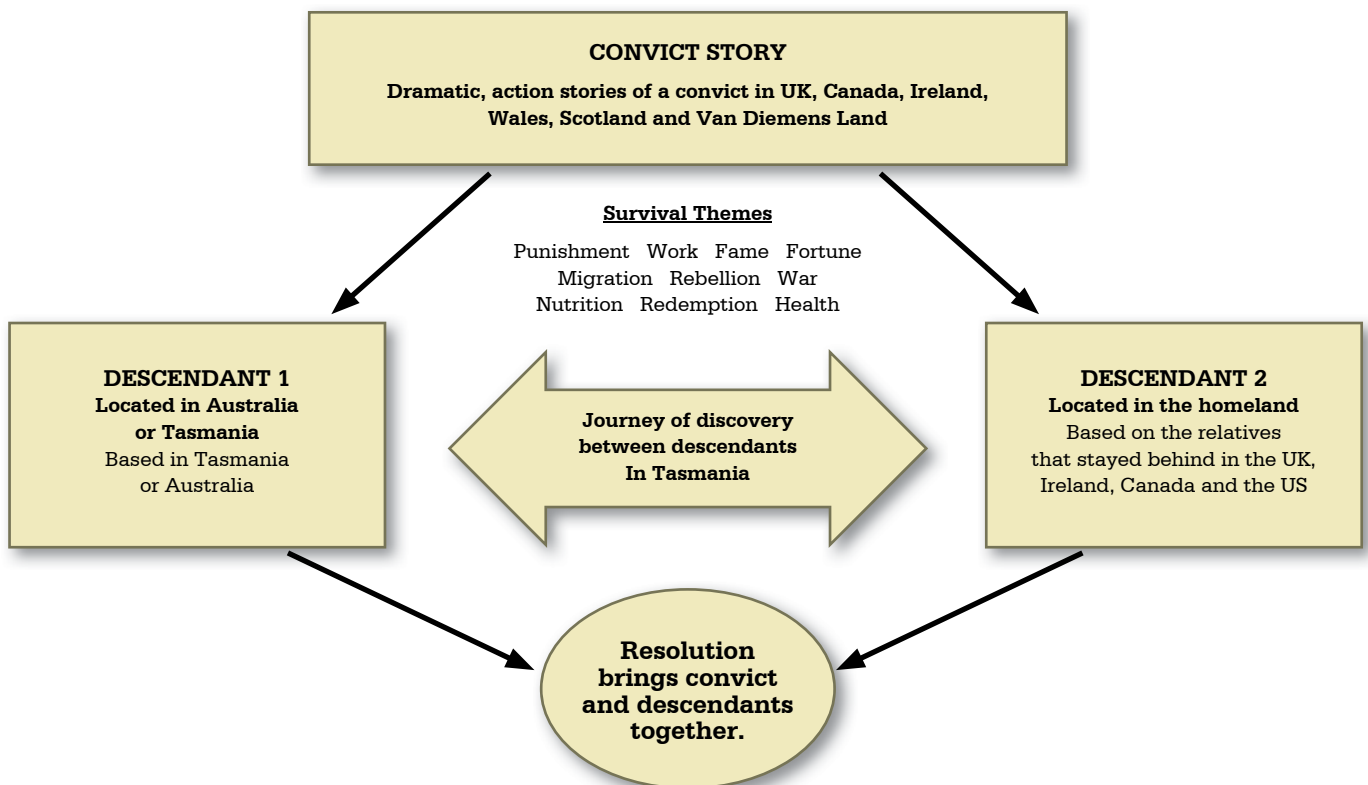 CONVICT STORY
Dramatic, action stories of a convict in UK, Canada, Ireland,
Wales, Scotland and Van Diemens Land
Survival Themes
Punishment Work Fame Fortune
Migration Rebellion War
Nutrition Redemption Health
DESCENDANT 1
Located in Australia
or Tasmania
Based in Tasmania
or Australia
Journey of discovery
between descendants
In Tasmania
DESCENDANT 2
Located in the homeland
Based on the relatives
that stayed behind in the UK,
Ireland, Canada and the US
Resolution
brings convict
and descendants
together.